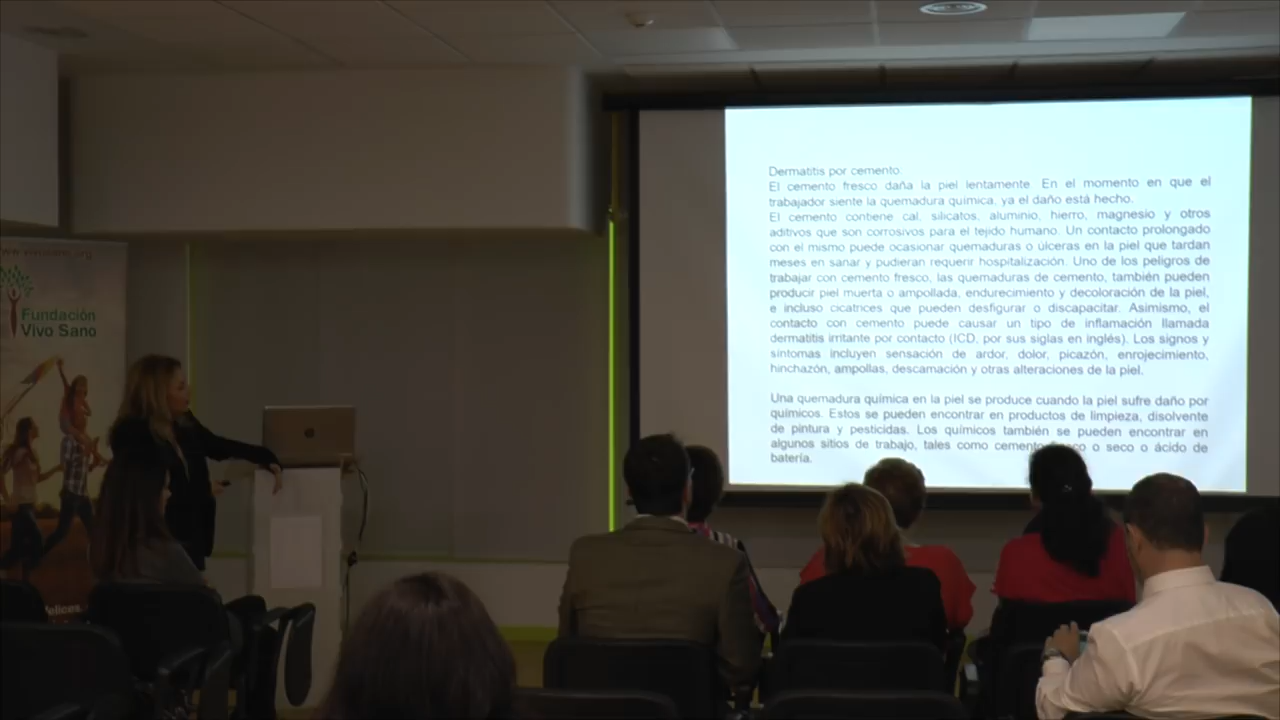 Fundación
Vivo Sano
Dermatitis por cemento
El cemento fresco daña la piel lentamente. En el momento en que el
trabajador siente la quemadura química, ya el daño está hecho.
El cemento contiene cal, silicatos, aluminio, hierro, magnesio y otros
aditivos que son corrosivos para el tejido humano. Un contacto prolongado
con el mismo puede ocasionar quemaduras o úlceras en la piel que tardan
meses en sanar y pudieran requerir hospitalización. Uno de los peligros de
trabajar con cemento fresco, las quemaduras de cemento, también pueden
producir piel muerta o ampollada, endurecimiento y decoloración de la piel,
e incluso cicatrices que pueden desfigurar o discapacitar. Asimismo, el
contacto con cemento puede causar un tipo de inflamación llamada
dermatitis irritante por contacto (ICD, por sus siglas en inglés). Los signos y
síntomas incluyen sensación de ardor, dolor, picazón, enrojecimiento,
hinchazón, ampollas, descamación y otras alteraciones de la piel.
Una quemadura química en la piel se produce cuando la piel sufre daño por
químicos. Estos se pueden encontrar en productos de limpieza, disolvente
de pintura y pesticidas. Los químicos también se pueden encontrar en
algunos sitios de trabajo, tales como cemento o seco o ácido de
batería.
felices.